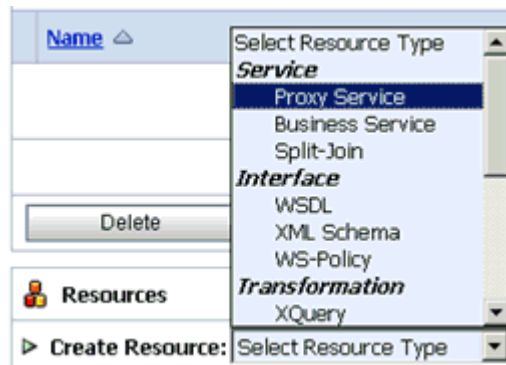 Name
Select Resource Type
Service
Proxy Service
Business Service
Split-Join
Interface
WSDL
XML Schema
WS-Policy
Transformation
XQuery
Delete
Resources
Create Resource: Select Resource Type